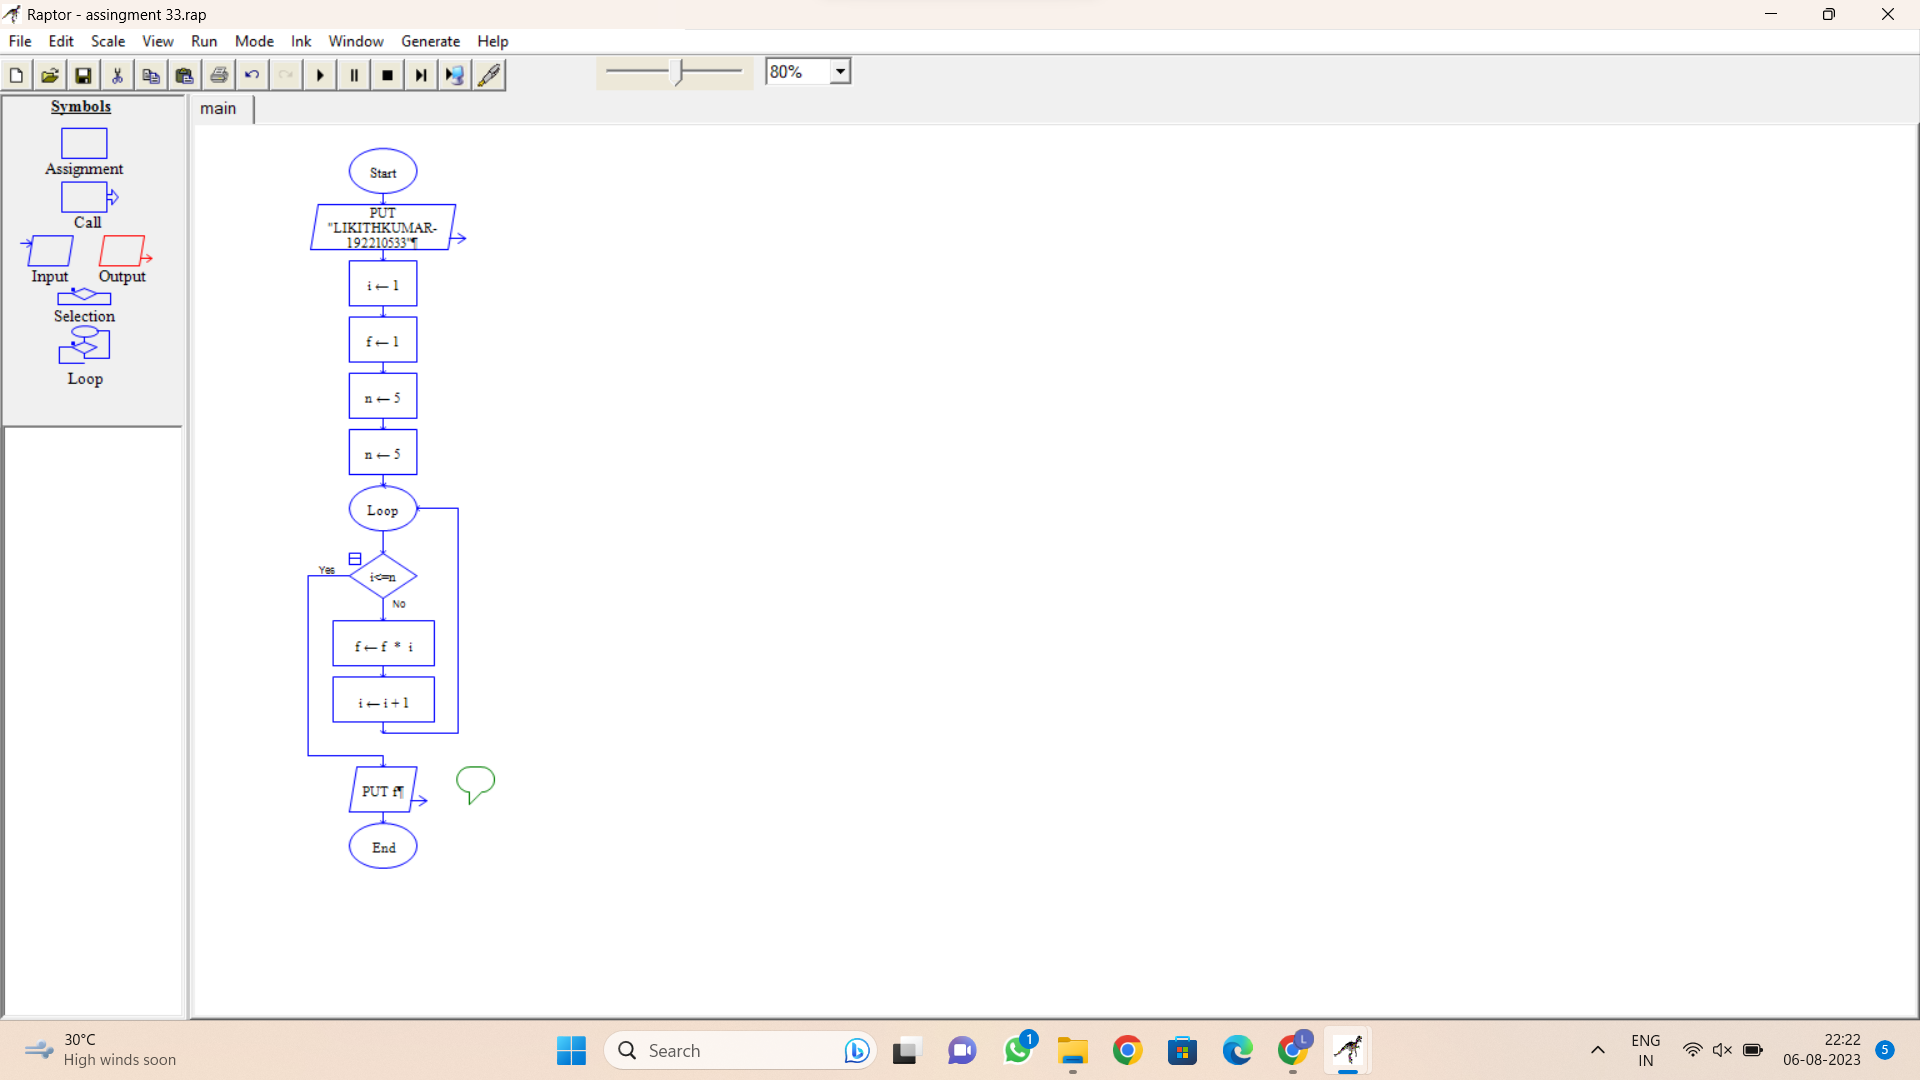 Raptor - assingment 33.rap
File Edit Scale View Run Mode Ink Window Generate Help
80%
Symbols
Assignment
Call
Input Output
Selection
Loop
main
Start
PUT
"LIKITHKUMAR-
192210533"¶
i ← 1
f ← 1
n ← 5
n ← 5
Loop
Yes
i<=n
No
f ← f * i
i ← i + 1
PUT f¶
End
30°C
High winds soon
Search
1
L
ENG
IN
22:22
06-08-2023
5